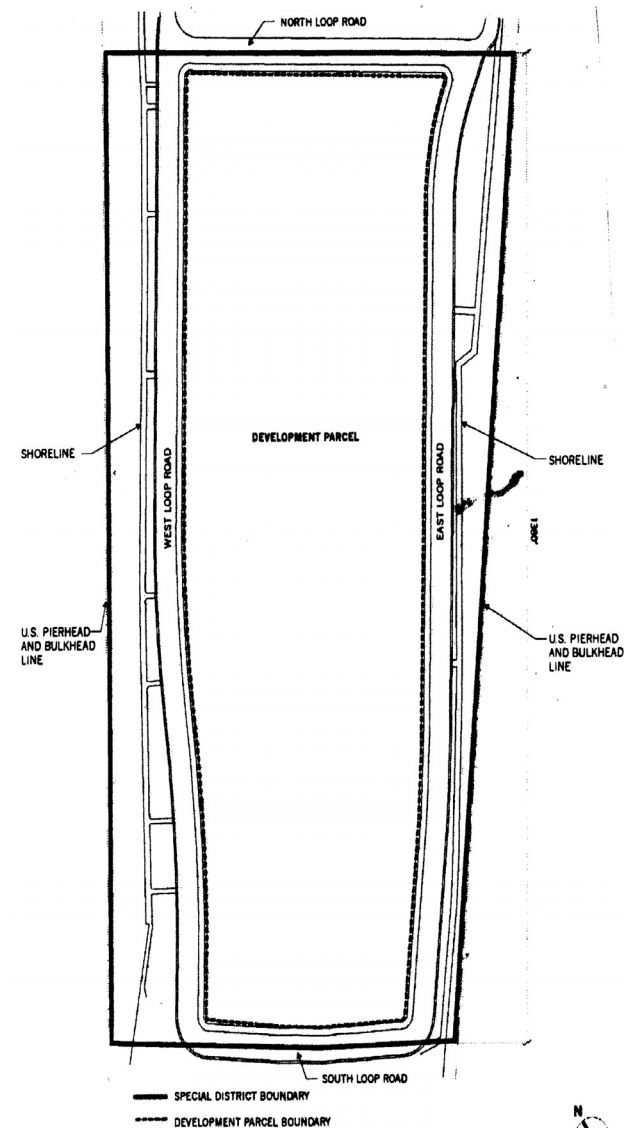 NORTH LOOP ROAD
DEVELOPMENT PARCEL
SHORELINE
WEST LOOP ROAD
EAST LOOP ROAD
SHORELINE
1380'
U.S. PIERHEAD
AND BULKHEAD
LINE
U.S. PIERHEAD
AND BULKHEAD
LINE
SOUTH LOOP ROAD
SPECIAL DISTRICT BOUNDARY
DEVELOPMENT PARCEL BOUNDARY
N